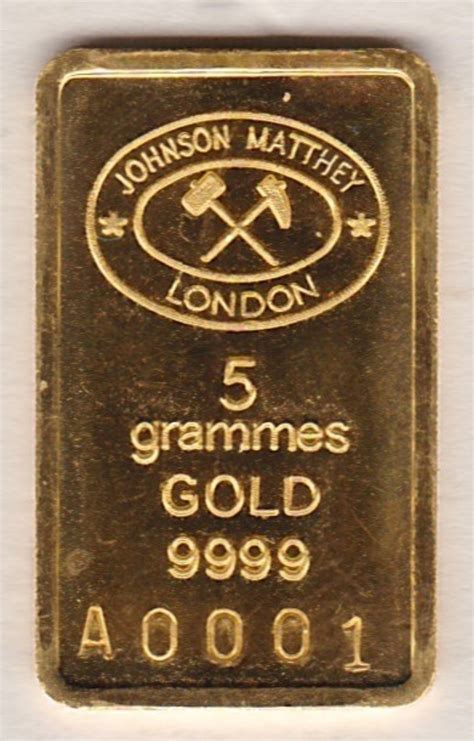 JOHNSON MATTHEY
LONDON
5
grammes
GOLD
9999
A0001